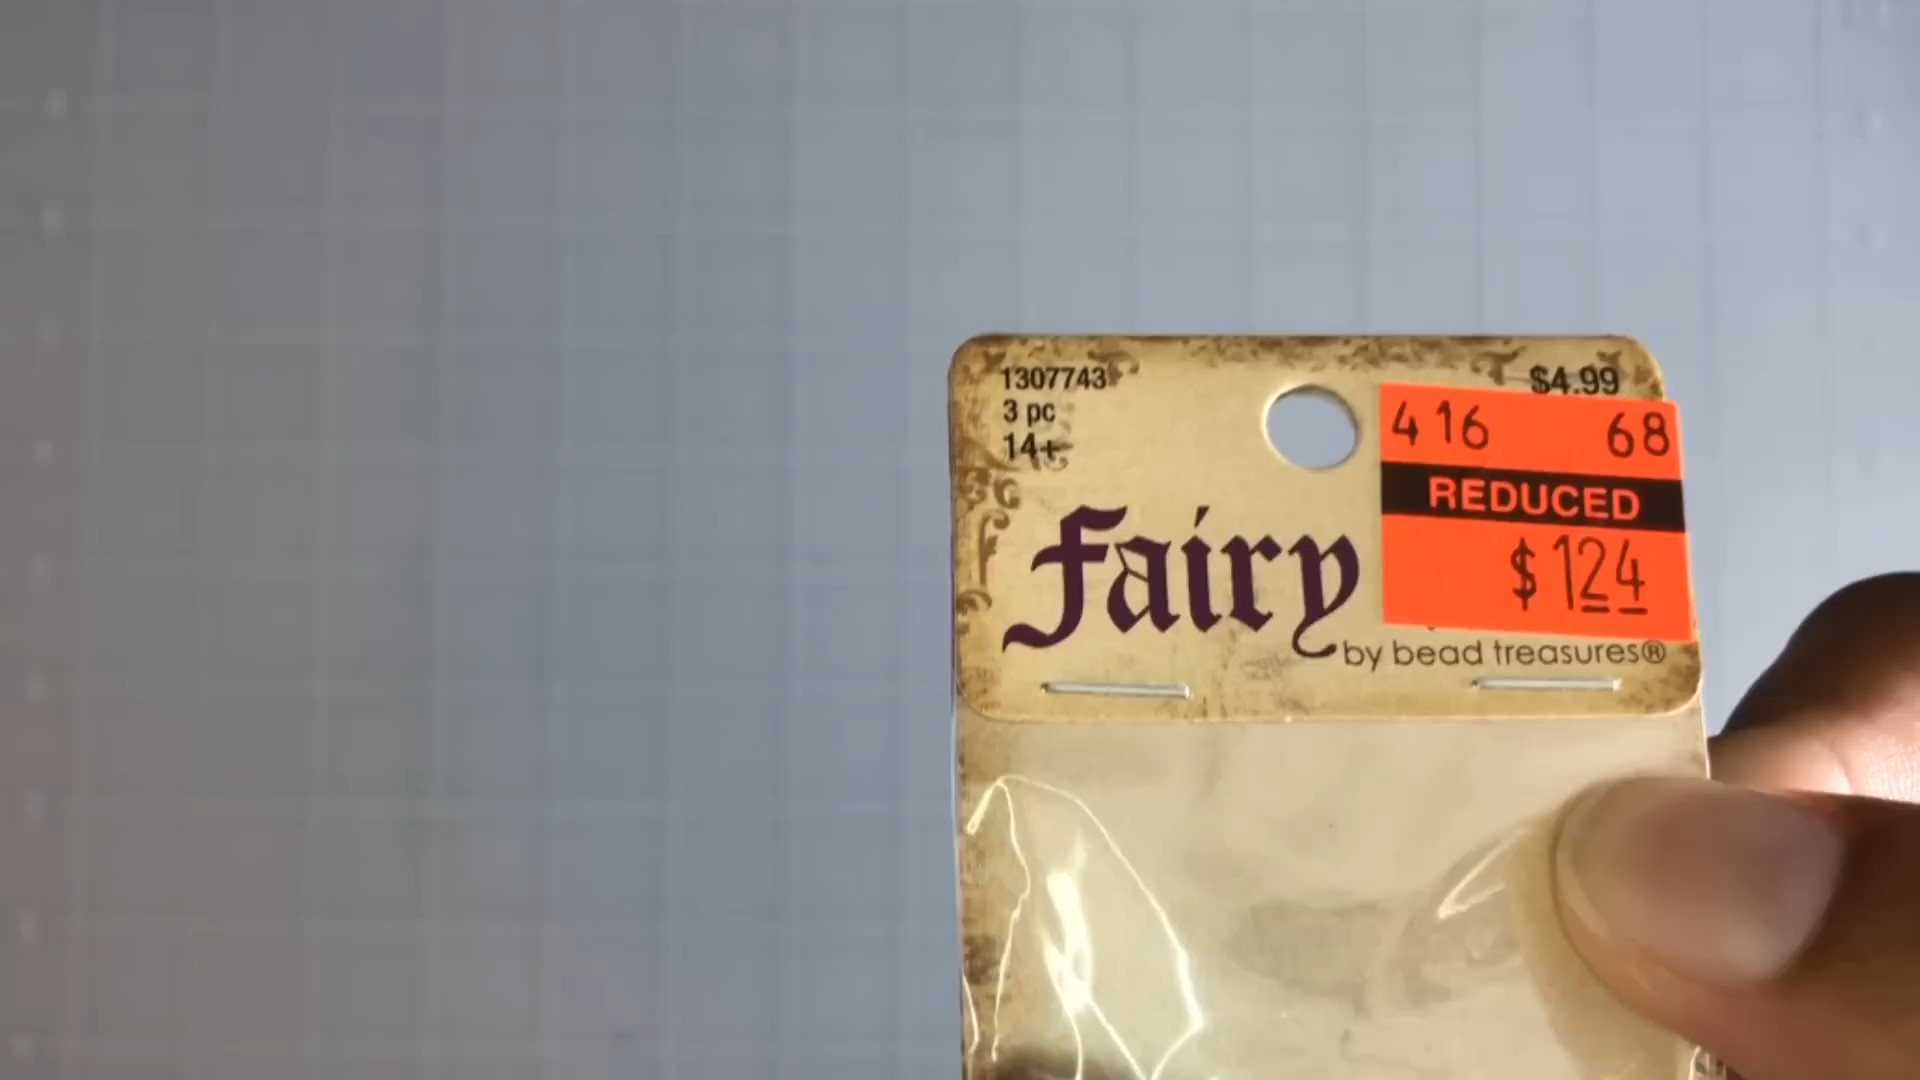 1307743
3 pc
14+
$4.99
416 68
REDUCED
$124
fairy
by bead treasures®